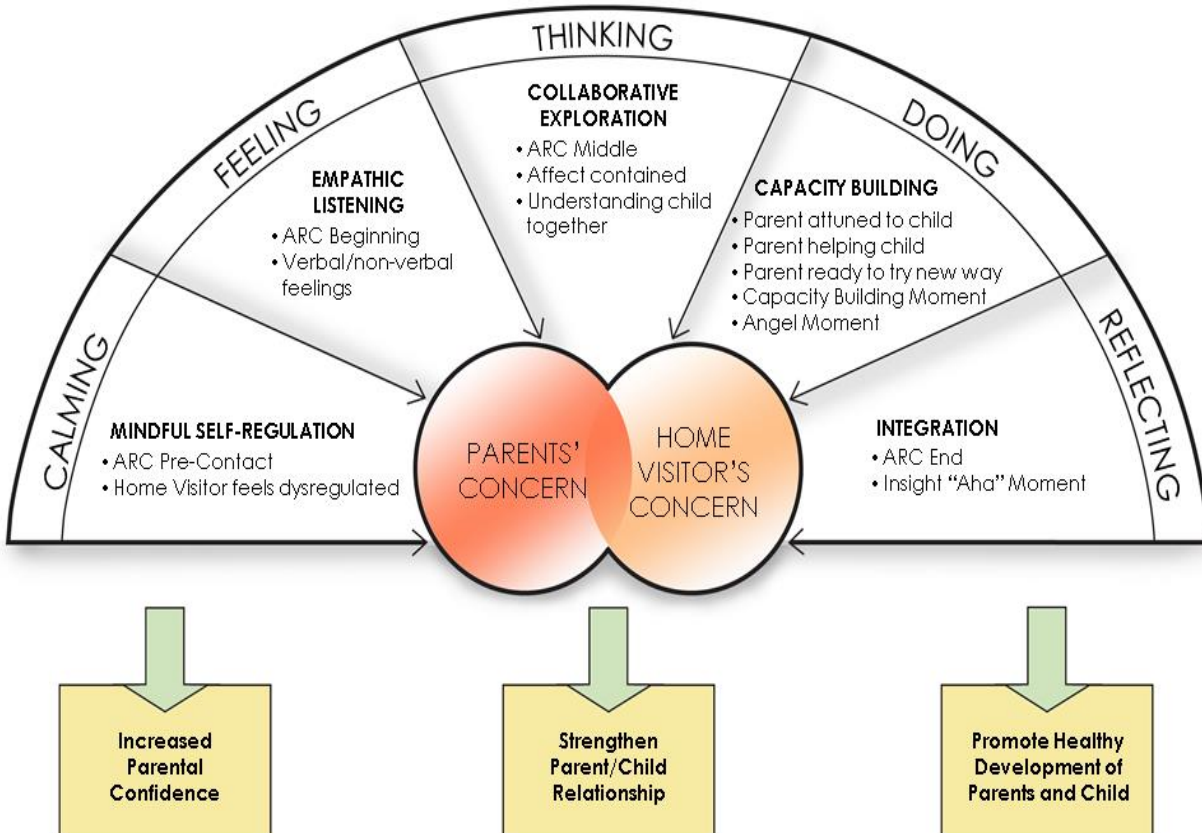 CALMING
MINDFUL SELF-REGULATION
• ARC Pre-Contact
• Home Visitor feels dysregulated
FEELING
EMPATHIC
LISTENING
• ARC Beginning
• Verbal/non-verbal
feelings
THINKING
COLLABORATIVE
EXPLORATION
• ARC Middle
• Affect contained
• Understanding child
together
DOING
CAPACITY BUILDING
• Parent attuned to child
• Parent helping child
• Parent ready to try new way
• Capacity Building Moment
• Angel Moment
REFLECTING
INTEGRATION
• ARC End
• Insight “Aha” Moment
PARENTS’
CONCERN
HOME
VISITOR’S
CONCERN
Increased
Parental
Confidence
Strengthen
Parent/Child
Relationship
Promote Healthy
Development of
Parents and Child